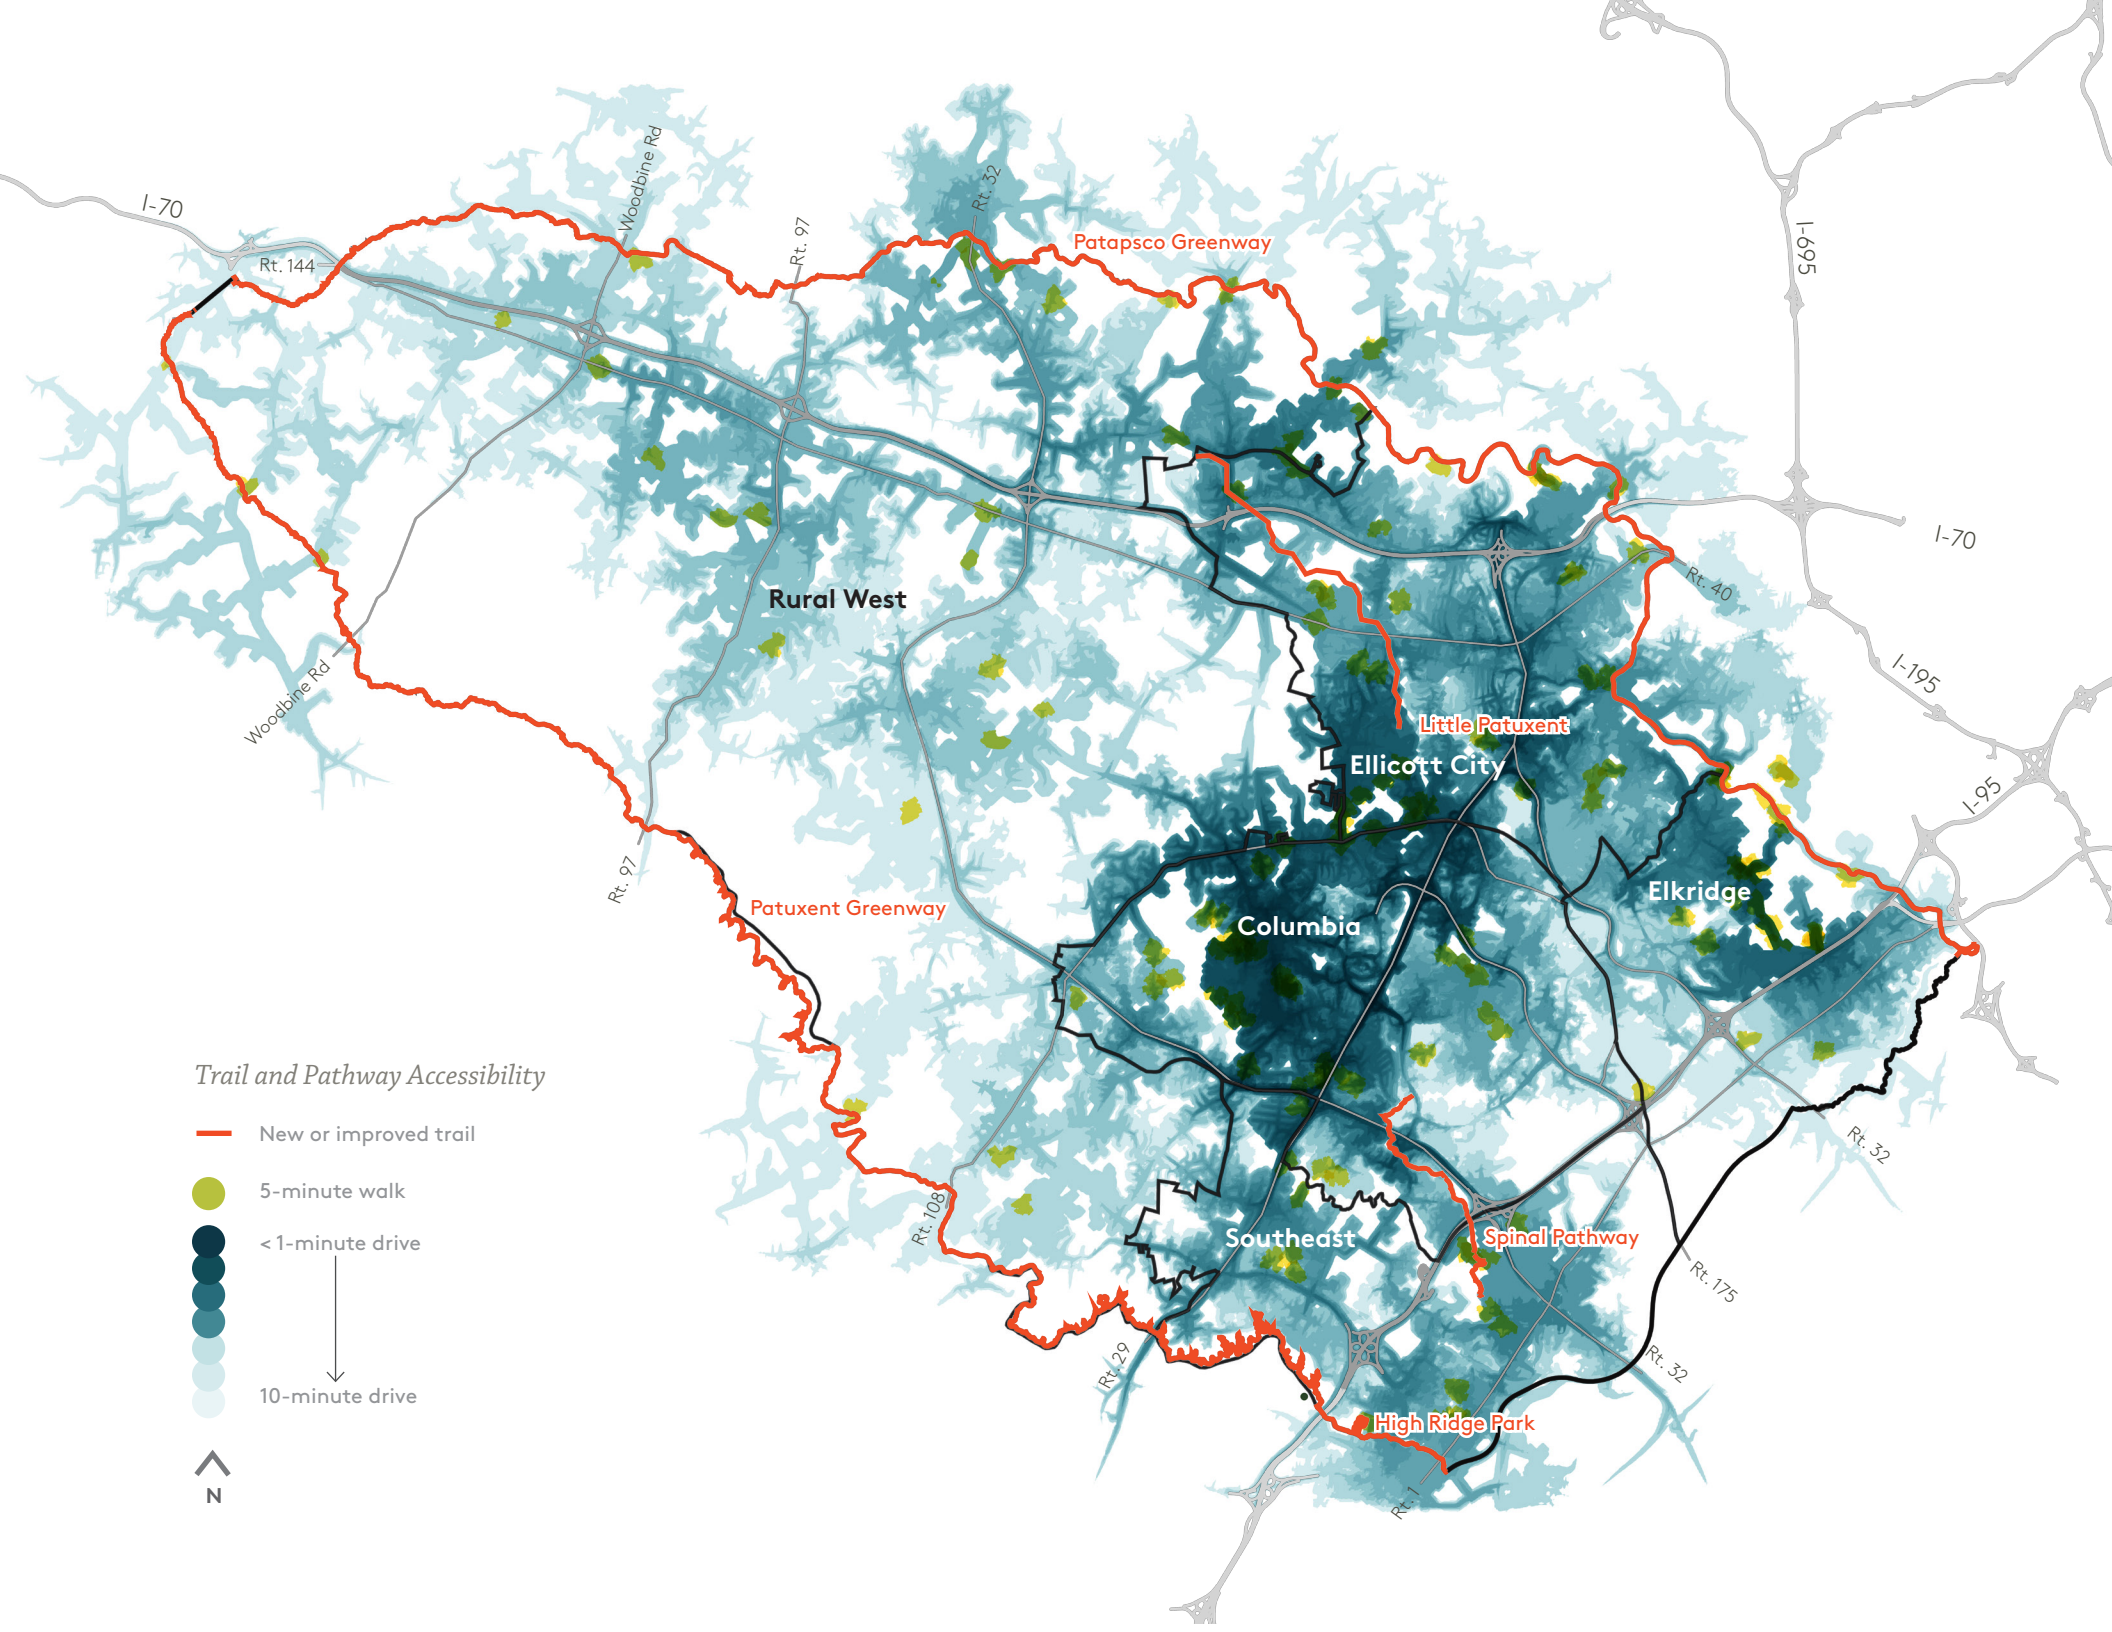 Woodbine Rd
Rt. 32
I-70
Rt. 144
Rt. 97
Patapsco Greenway
I-695
I-70
Rt. 40
Rural West
Woodbine Rd
I-195
Little Patuxent
Ellicott City
I-95
Rt. 97
Patuxent Greenway
Elkridge
Columbia
Rt. 32
Rt. 108
Southeast
Spinal Pathway
Rt. 175
Rt. 29
Rt. 32
High Ridge Park
Rt. 1
Trail and Pathway Accessibility
New or improved trail
5-minute walk
< 1-minute drive
10-minute drive
N